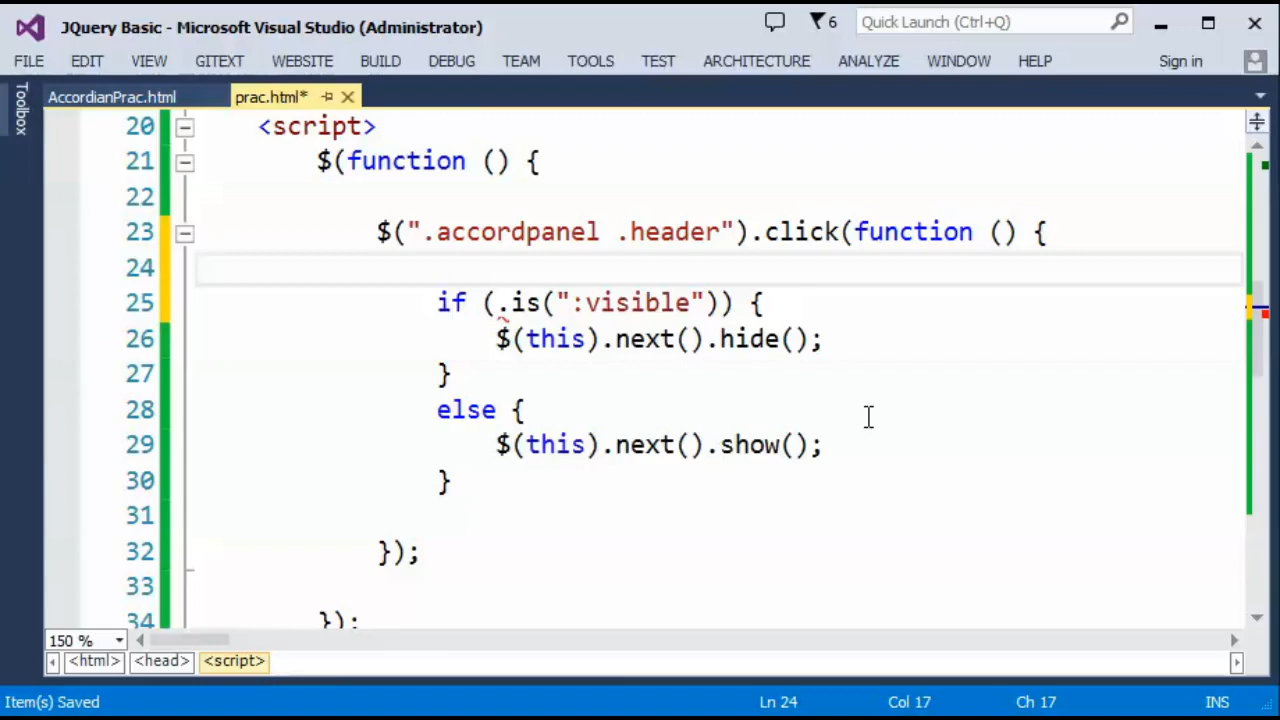 JQuery Basic - Microsoft Visual Studio (Administrator)
6
Quick Launch (Ctrl+Q)
FILE EDIT VIEW GITEXT WEBSITE BUILD DEBUG TEAM TOOLS TEST ARCHITECTURE ANALYZE WINDOW HELP Sign in
Toolbox
AccordianPrac.html prac.html*
20 <script>
21 $(function () {
22
23 $(".accordpanel .header").click(function () {
24
25 if (.is(":visible")) {
26 $(this).next().hide();
27 }
28 else {
29 $(this).next().show();
30 }
31
32 });
33
34 });
150 %
<html> <head> <script>
Item(s) Saved Ln 24 Col 17 Ch 17 INS